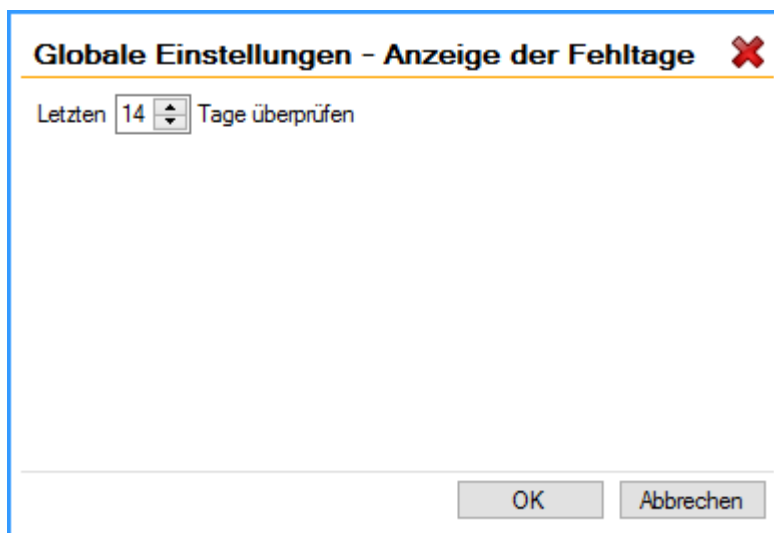 Globale Einstellungen - Anzeige der Fehltage
Letzten 14 Tage überprüfen
OK Abbrechen